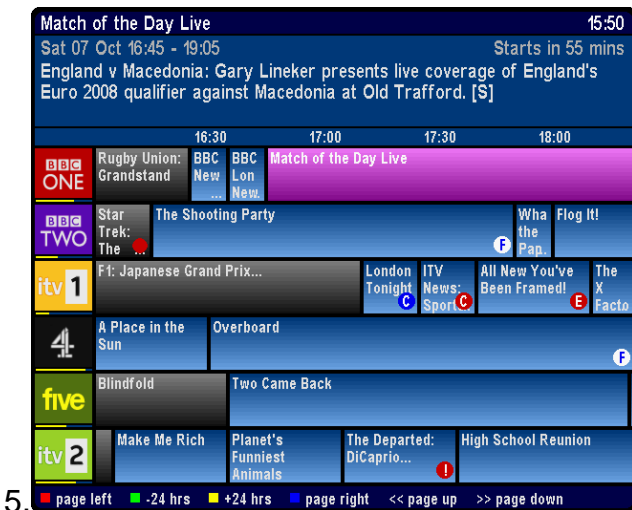 Match of the Day Live 15:50
Sat 07 Oct 16:45 - 19:05 Starts in 55 mins
England v Macedonia: Gary Lineker presents live coverage of England's
Euro 2008 qualifier against Macedonia at Old Trafford. [S]
16:30 17:00 17:30 18:00
BBC
ONE
Rugby Union:
Grandstand
BBC
New
...
BBC
Lon
New.
Match of the Day Live
BBC
TWO
Star
Trek:
The ...
The Shooting Party
F
Wha
the
Pap.
Flog It!
itv 1
F1: Japanese Grand Prix...
London
Tonight
C
ITV
News:
Sport...
C
All New You've
Been Framed!
E
The
X
Facto
4
A Place in the
Sun
Overboard
F
five
Blindfold
Two Came Back
itv 2
Make Me Rich
Planet's
Funniest
Animals
The Departed:
DiCaprio...
!
High School Reunion
page left -24 hrs +24 hrs page right << page up >> page down
5.